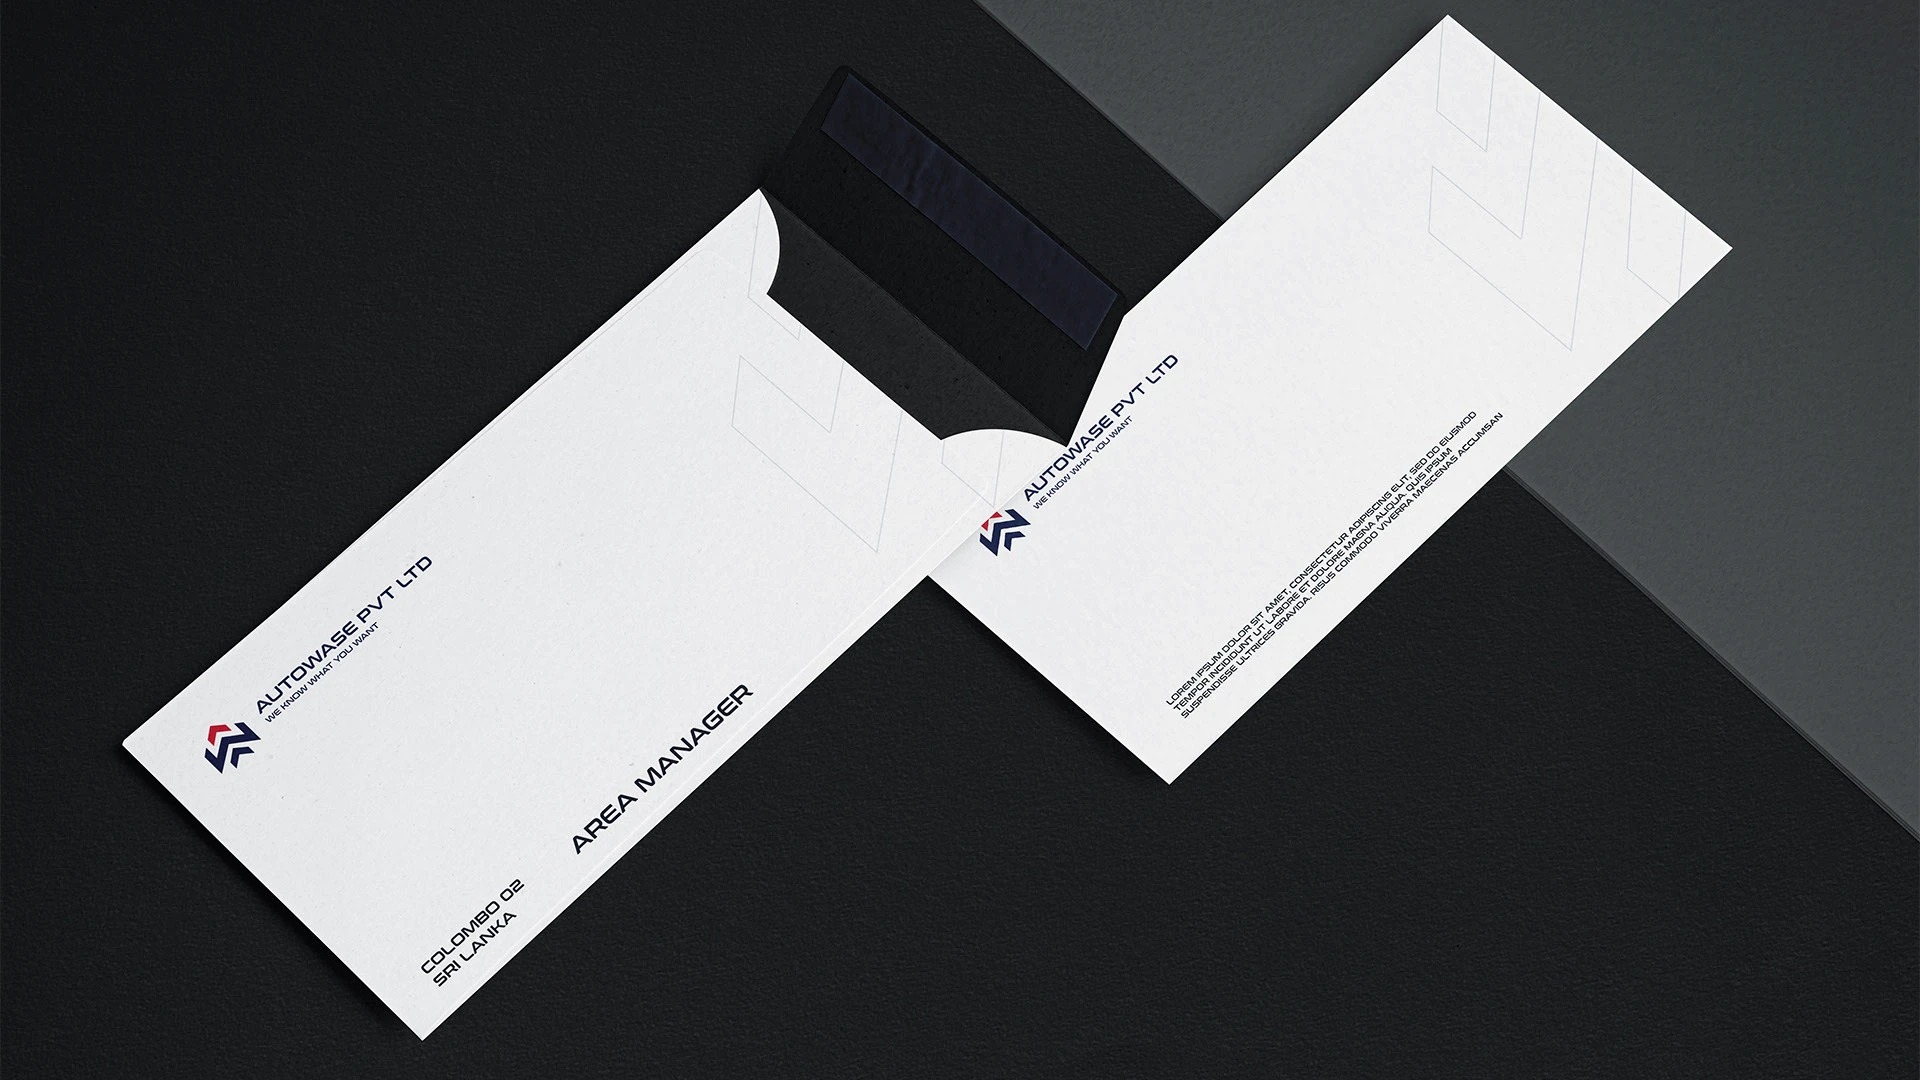 AUTOWASE PVT LTD
WE KNOW WHAT YOU WANT
AREA MANAGER
COLOMBO 02
SRI LANKA
AUTOWASE PVT LTD
WE KNOW WHAT YOU WANT
LOREM IPSUM DOLOR SIT AMET, CONSECTETUR ADIPISCING ELIT, SED DO EIUSMOD
TEMPOR INCIDIDUNT UT LABORE ET DOLORE MAGNA ALIQUA. QUIS IPSUM
SUSPENDISSE ULTRICES GRAVIDA. RISUS COMMODO VIVERRA MAECENAS ACCUMSAN